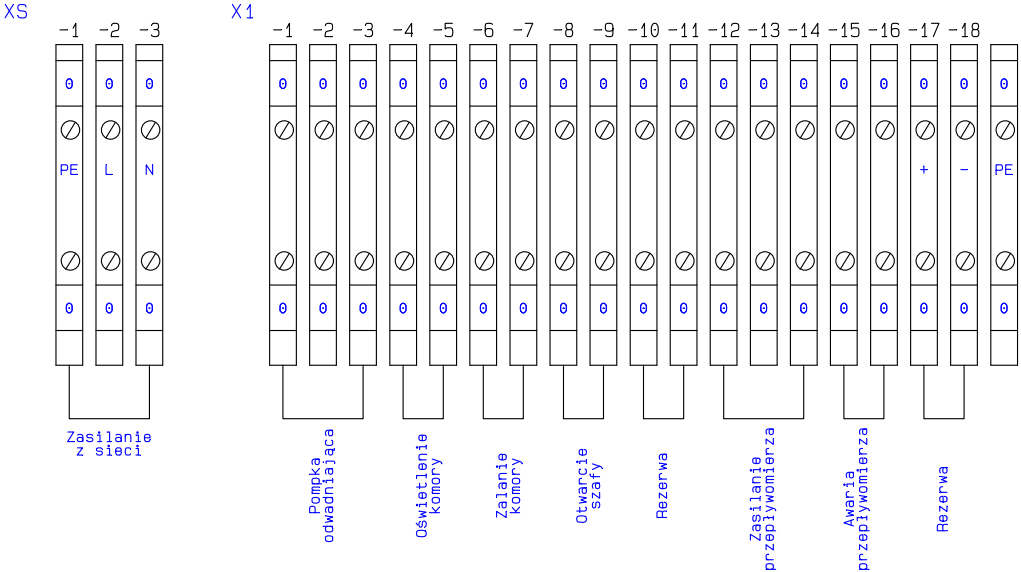 XS X1
-1 -2 -3 -1 -2 -3 -4 -5 -6 -7 -8 -9 -10 -11 -12 -13 -14 -15 -16 -17 -18
0 0 0 0 0 0 0 0 0 0 0 0 0 0 0 0 0 0 0 0 0 0
PE L N + - PE
0 0 0 0 0 0 0 0 0 0 0 0 0 0 0 0 0 0 0 0 0 0
Zasilanie
z sieci
Pompka
odwadniająca
Oświetlenie
komory
Zalanie
komory
Otwarcie
szafy
Rezerwa
Zasilanie
przepływomierza
Awaria
przepływomierza
Rezerwa